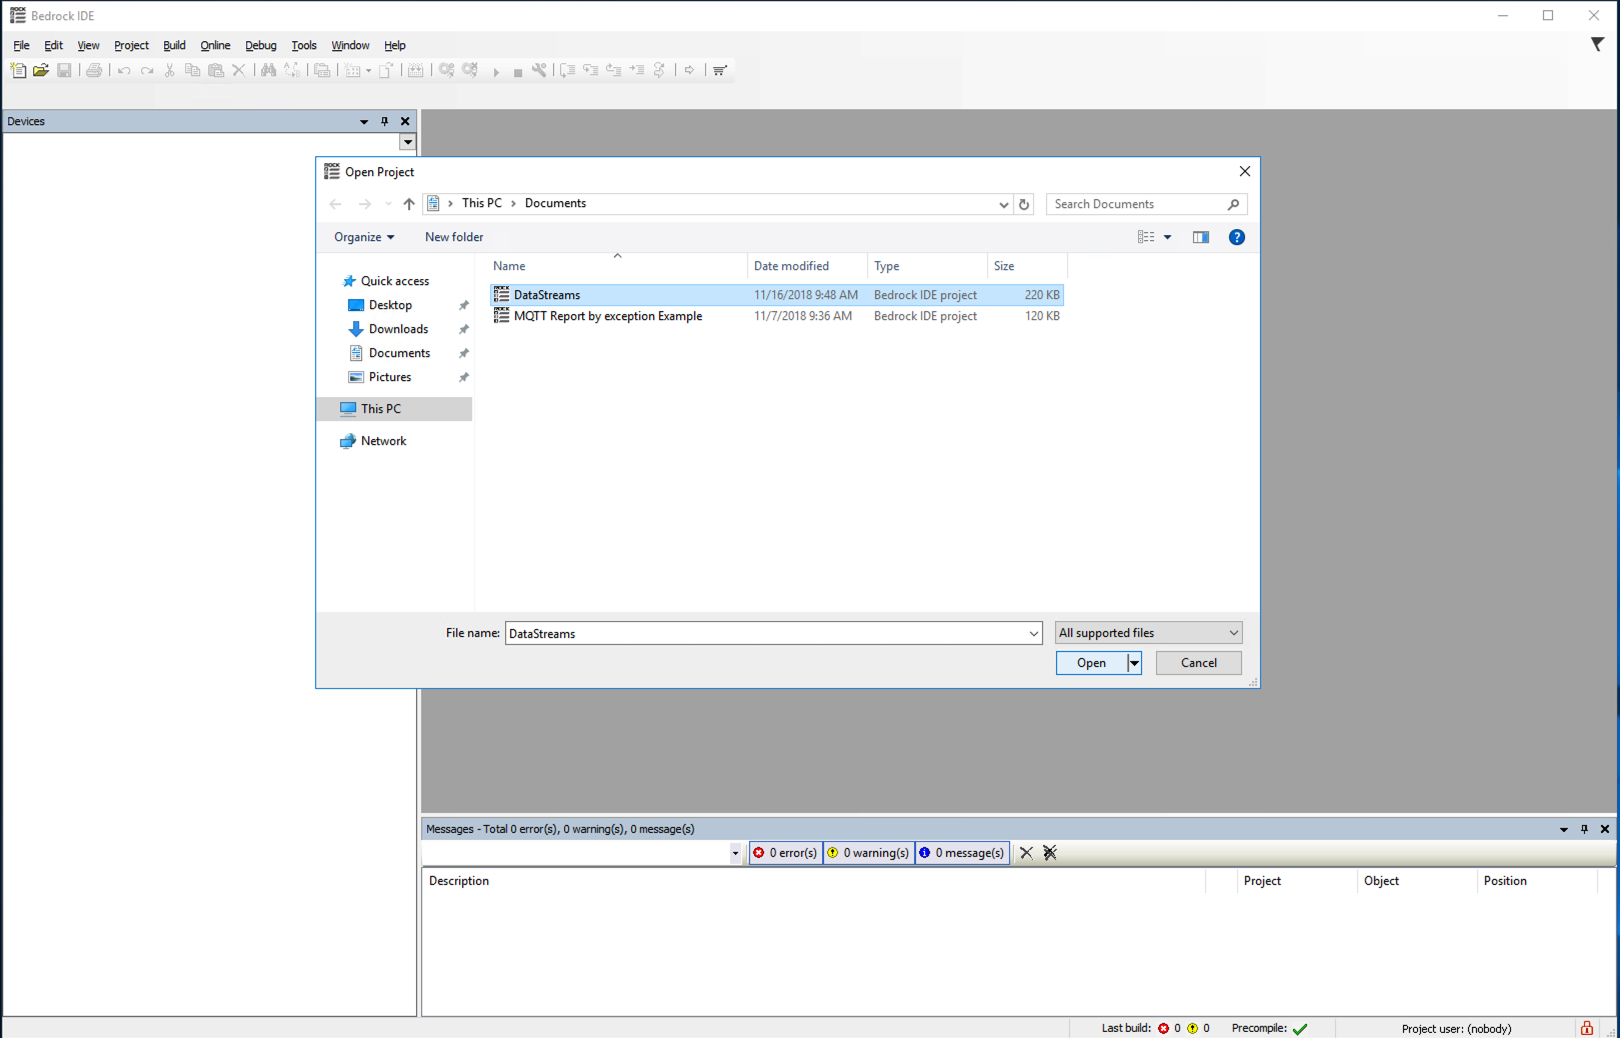 Bedrock IDE
File Edit View Project Build Online Debug Tools Window Help
Devices
Open Project
This PC Documents
Search Documents
Organize New folder
Name Date modified Type Size
Quick access
Desktop
Downloads
Documents
Pictures
This PC
Network
DataStreams 11/16/2018 9:48 AM Bedrock IDE project 220 KB
MQTT Report by exception Example 11/7/2018 9:36 AM Bedrock IDE project 120 KB
File name: DataStreams All supported files
Open Cancel
Messages - Total 0 error(s), 0 warning(s), 0 message(s)
0 error(s) 0 warning(s) 0 message(s)
Description Project Object Position
Last build: 0 0 Precompile: Project user: (nobody)